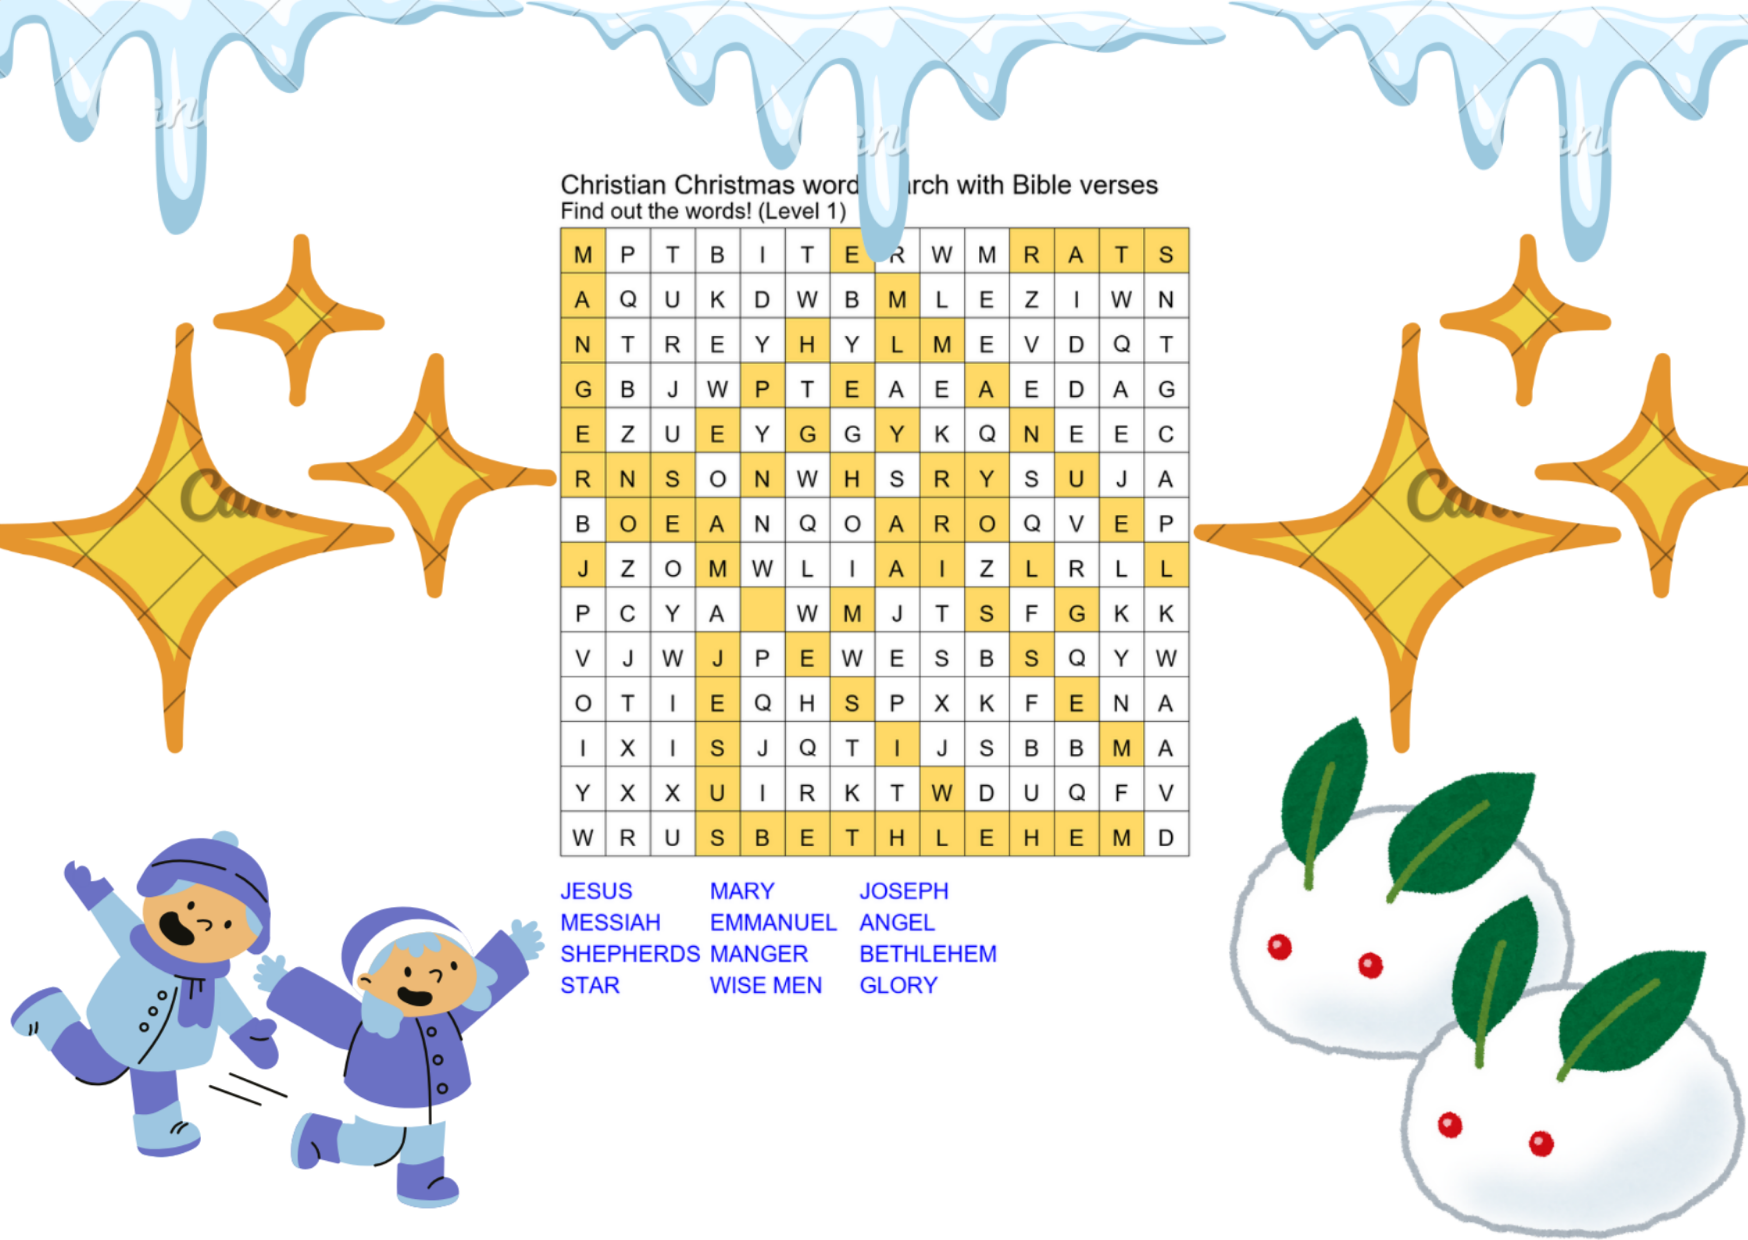 Christian Christmas word arch with Bible verses
Find out the words! (Level 1)
M P T B I T E R W M R A T S
A Q U K D W B M L E Z I W N
N T R E Y H Y L M E V D Q T
G B J W P T E A E A E D A G
E Z U E Y G G Y K Q N E E C
R N S O N W H S R Y S U J A
B O E A N Q O A R O Q V E P
J Z O M W L I A I Z L R L L
P C Y A W M J T S F G K K
V J W J P E W E S B S Q Y W
O T I E Q H S P X K F E N A
I X I S J Q T I J S B B M A
Y X X U I R K T W D U Q F V
W R U S B E T H L E H E M D
JESUS MARY JOSEPH
MESSIAH EMMANUEL ANGEL
SHEPHERDS MANGER BETHLEHEM
STAR WISE MEN GLORY